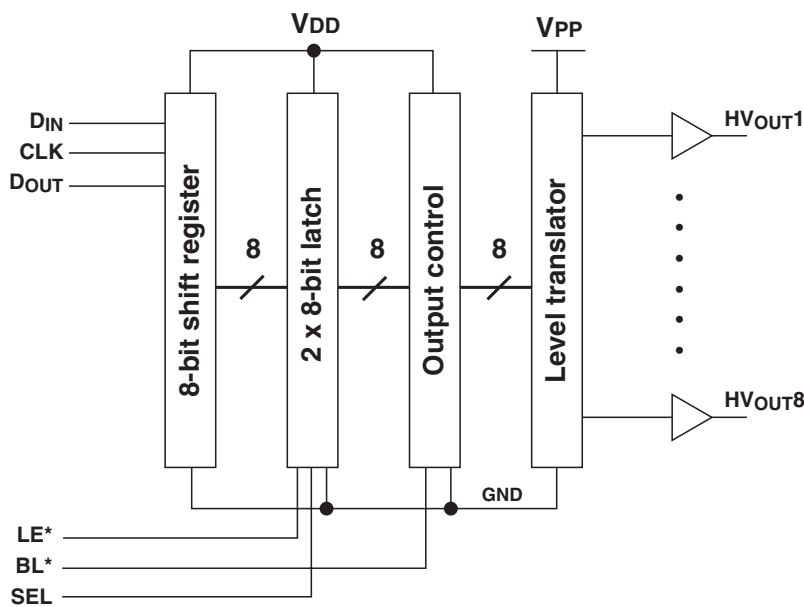 VDD
VPP
DIN
CLK
DOUT
HVOUT1
8-bit shift register
8
2 x 8-bit latch
8
Output control
8
Level translator
HVOUT8
GND
LE*
BL*
SEL